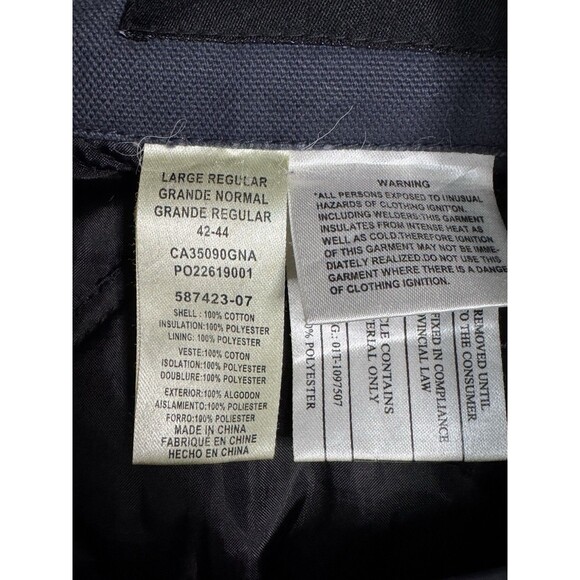 LARGE REGULAR
GRANDE NORMAL
GRANDE REGULAR
42-44
CA35090GNA
PO22619001
587423-07
SHELL: 100% COTTON
INSULATION:100% POLYESTER
LINING: 100% POLYESTER
VESTE:100% COTON
ISOLATION:100% POLYESTER
DOUBLURE:100% POLYESTER
EXTERIOR:100% ALGODON
AISLAMIENTO:100% POLIESTER
FORRO:100% POLIESTER
MADE IN CHINA
FABRIQUÉ EN CHINE
HECHO EN CHINA
WARNING
"ALL PERSONS EXPOSED TO UNUSUAL
HAZARDS OF CLOTHING IGNIT'ON.
INCLUDING WELDERS:THIS GARMENT
INSULATES FROM INTENSE HEAT AS
WELL AS COLD.THEREFORE IGNITION
OF THIS GARMENT MAY NOT BE IMME-
DIATELY REALIZED.DO NOT USE THIS
GARMENT WHERE THERE IS A DANGE
OF CLOTHING IGNITION.
REMOVED UNTIL
TO THE CONSUMER
FIXED IN COMPLIANCE
VINCIAL LAW
CLE CONTAINS
TERIAL ONLY
G.: 01T-1097507
0% POLYESTER